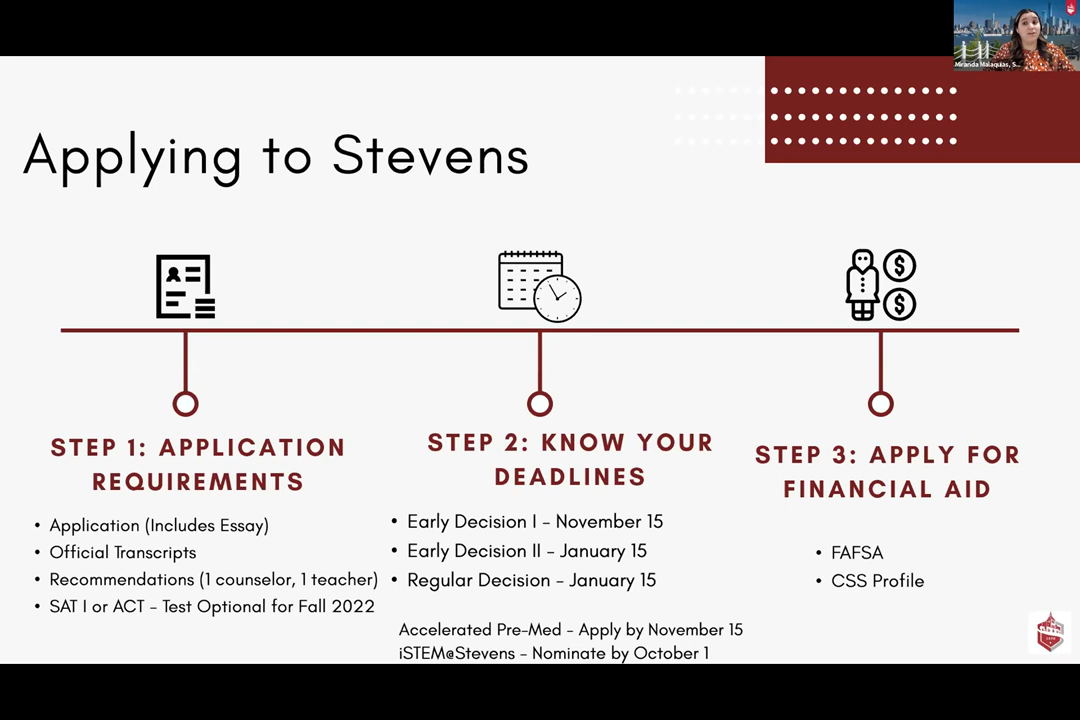 Miranda Malaquias, S...
Applying to Stevens
STEP 1: APPLICATION
REQUIREMENTS
• Application (Includes Essay)
• Official Transcripts
• Recommendations (1 counselor, 1 teacher)
• SAT I or ACT - Test Optional for Fall 2022
STEP 2: KNOW YOUR
DEADLINES
• Early Decision I - November 15
• Early Decision II - January 15
• Regular Decision - January 15
Accelerated Pre-Med - Apply by November 15
iSTEM@Stevens - Nominate by October 1
STEP 3: APPLY FOR
FINANCIAL AID
• FAFSA
• CSS Profile